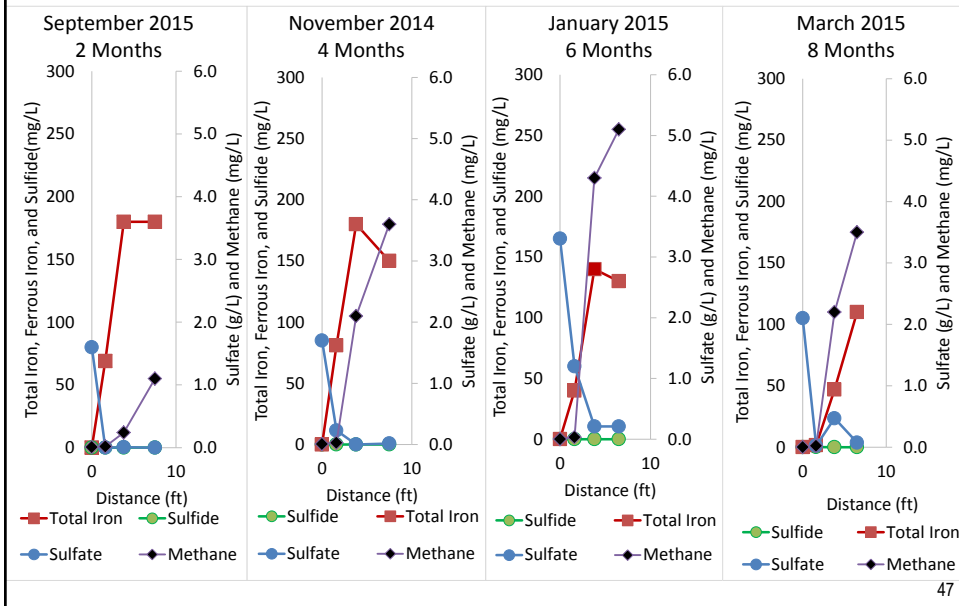 September 2015
2 Months
Total Iron, Ferrous Iron, and Sulfide(mg/L)
300
250
200
150
100
50
0
6.0
5.0
4.0
3.0
2.0
1.0
0.0
Sulfate (g/L) and Methane (mg/L)
0 10
Distance (ft)
Total Iron Sulfide
Sulfate Methane
November 2014
4 Months
Total Iron, Ferrous Iron, and Sulfide (mg/L)
300
250
200
150
100
50
0
6.0
5.0
4.0
3.0
2.0
1.0
0.0
Sulfate (g/L) and Methane (mg/L)
0 10
Distance (ft)
Sulfide Total Iron
Sulfate Methane
January 2015
6 Months
Total Iron, Ferrous Iron, and Sulfide (mg/L)
300
250
200
150
100
50
0
6.0
5.0
4.0
3.0
2.0
1.0
0.0
Sulfate (g/L) and Methane (mg/L)
0 10
Distance (ft)
Sulfide Total Iron
Sulfate Methane
March 2015
8 Months
Total Iron, Ferrous Iron, and Sulfide (mg/L)
300
250
200
150
100
50
0
6.0
5.0
4.0
3.0
2.0
1.0
0.0
Sulfate (g/L) and Methane (mg/L)
0 10
Distance (ft)
Sulfide Total Iron
Sulfate Methane
47